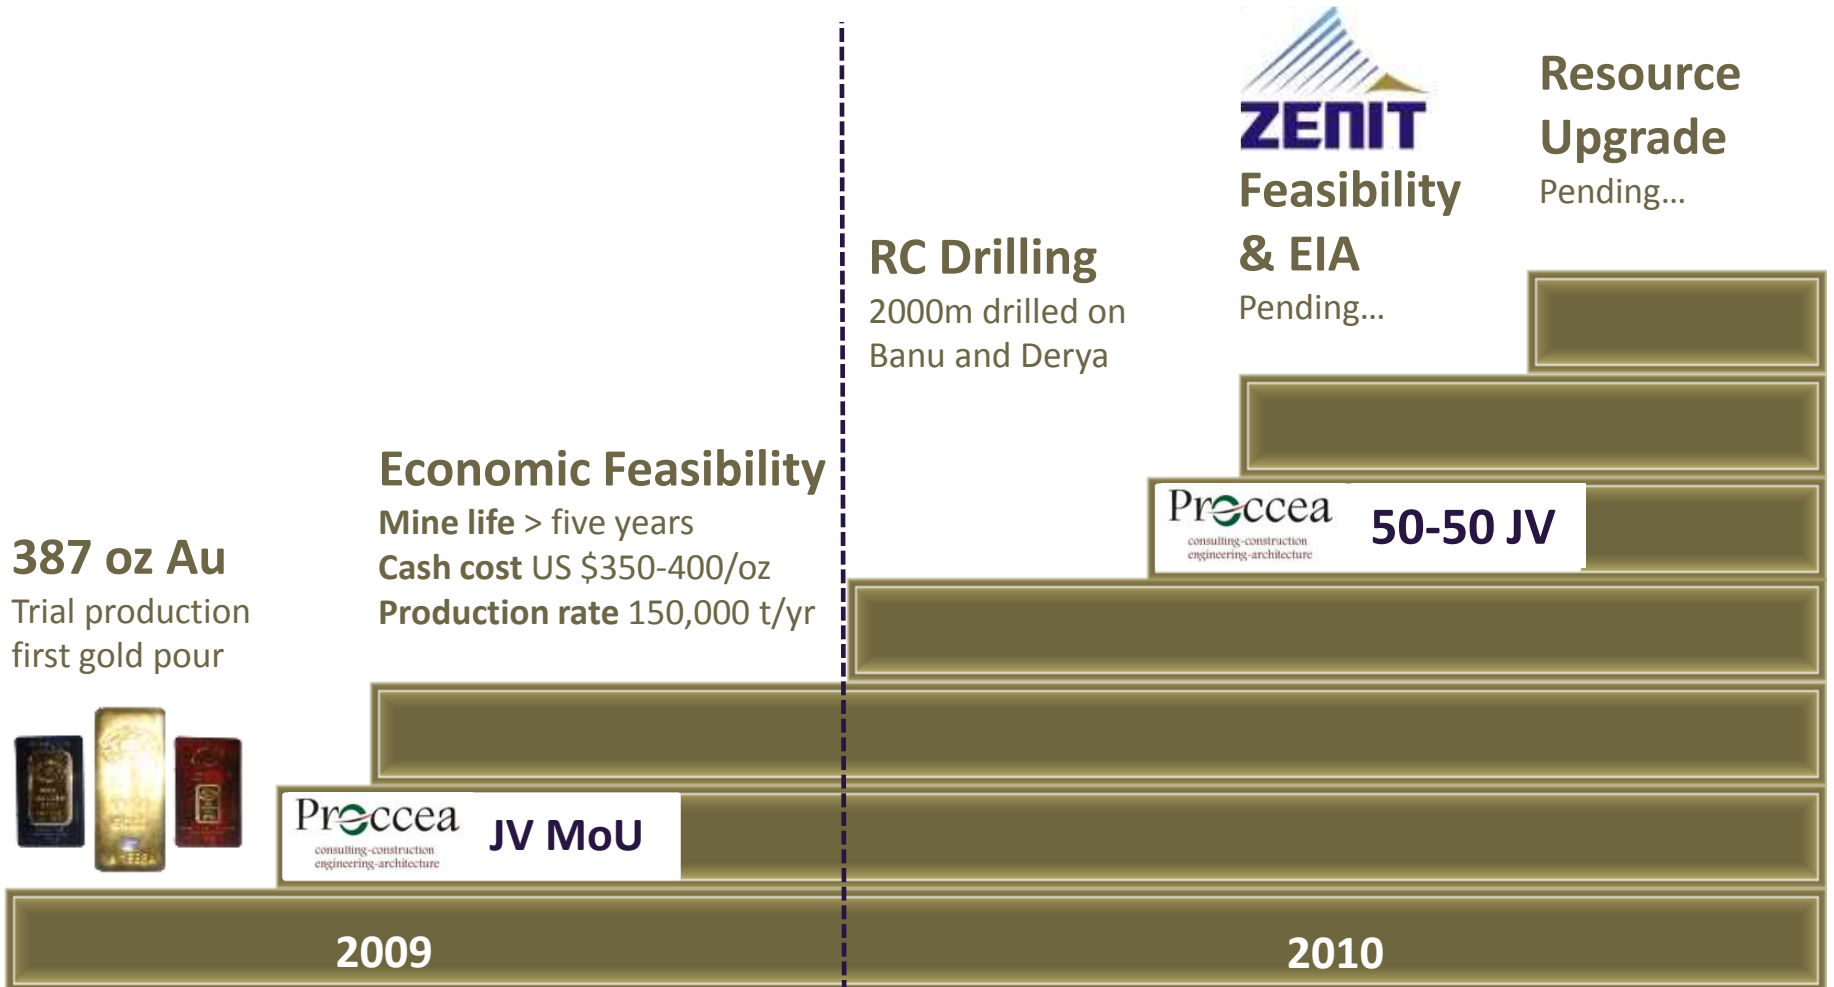 387 oz Au
Trial production
first gold pour
Proccea
consulting-construction
engineering-architecture
JV MoU
Economic Feasibility
Mine life > five years
Cash cost US $350-400/oz
Production rate 150,000 t/yr
RC Drilling
2000m drilled on
Banu and Derya
Proccea
consulting-construction
engineering-architecture
50-50 JV
ZENIT
Feasibility
& EIA
Pending...
Resource
Upgrade
Pending...
2009
2010